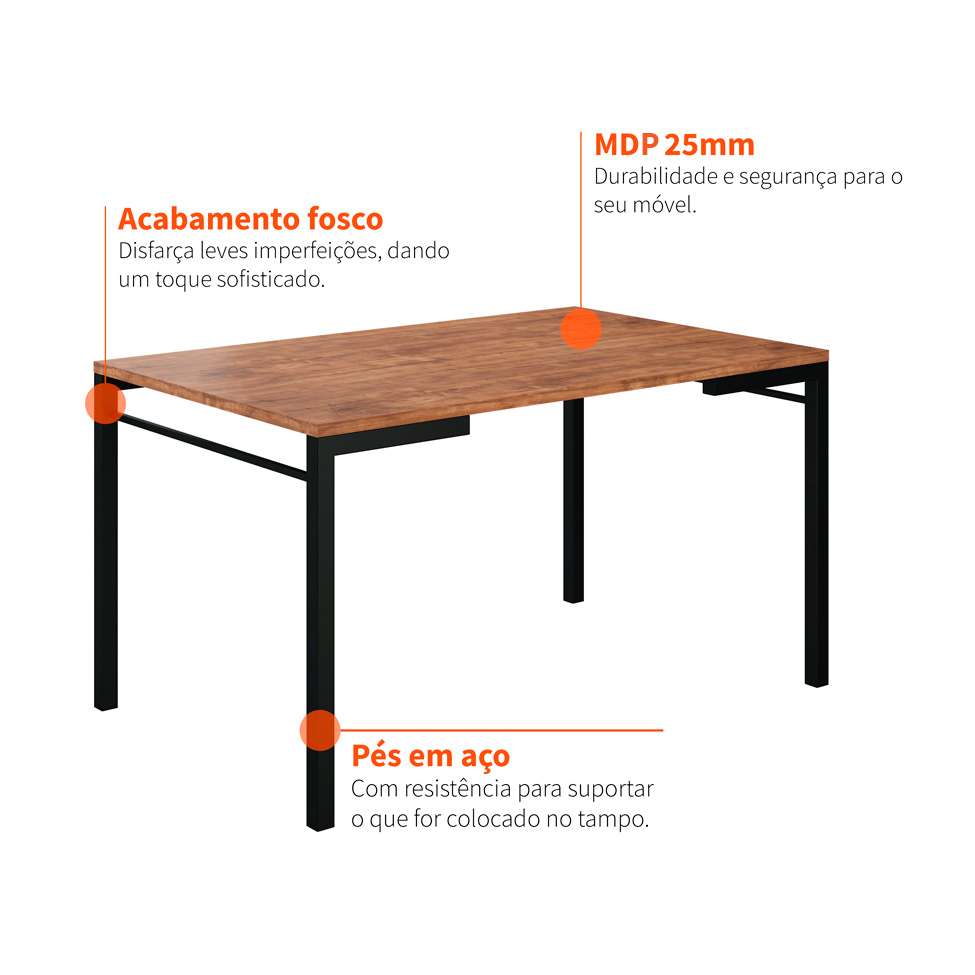 MDP 25mm
Durabilidade e segurança para o
seu móvel.
Acabamento fosco
Disfarça leves imperfeições, dando
um toque sofisticado.
Pés em aço
Com resistência para suportar
o que for colocado no tampo.